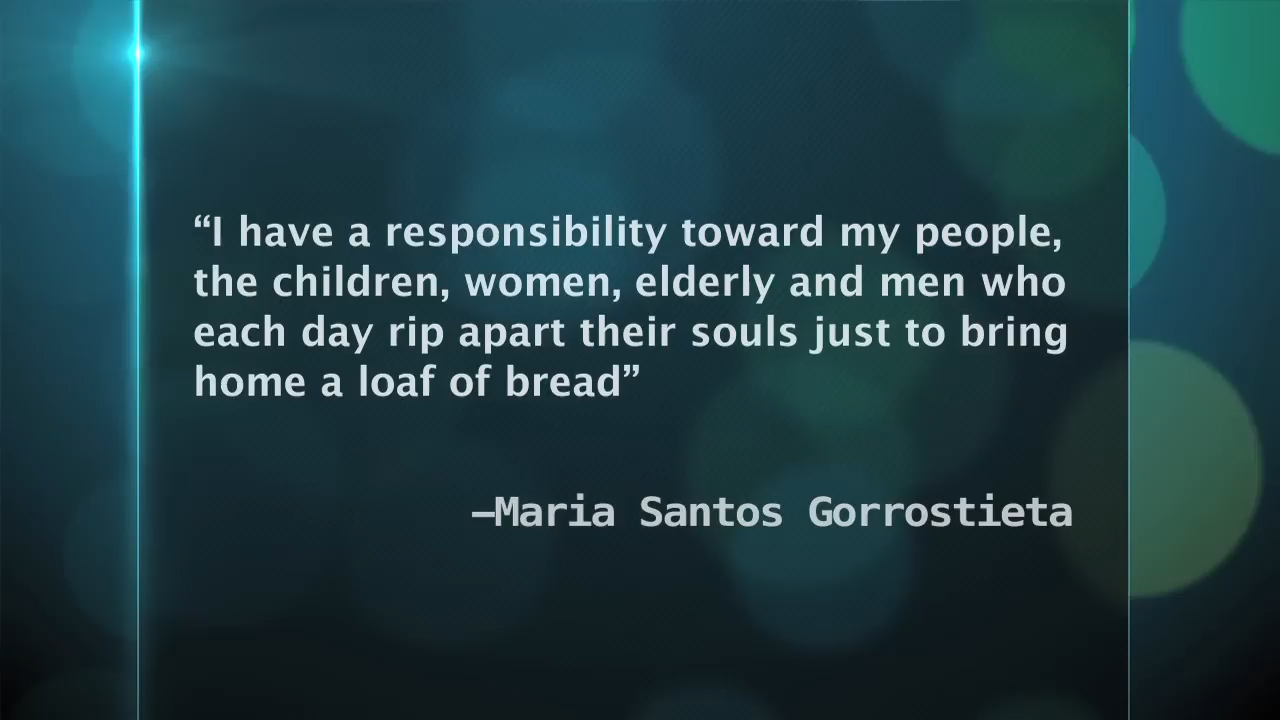 “I have a responsibility toward my people,
the children, women, elderly and men who
each day rip apart their souls just to bring
home a loaf of bread”
–Maria Santos Gorrostieta